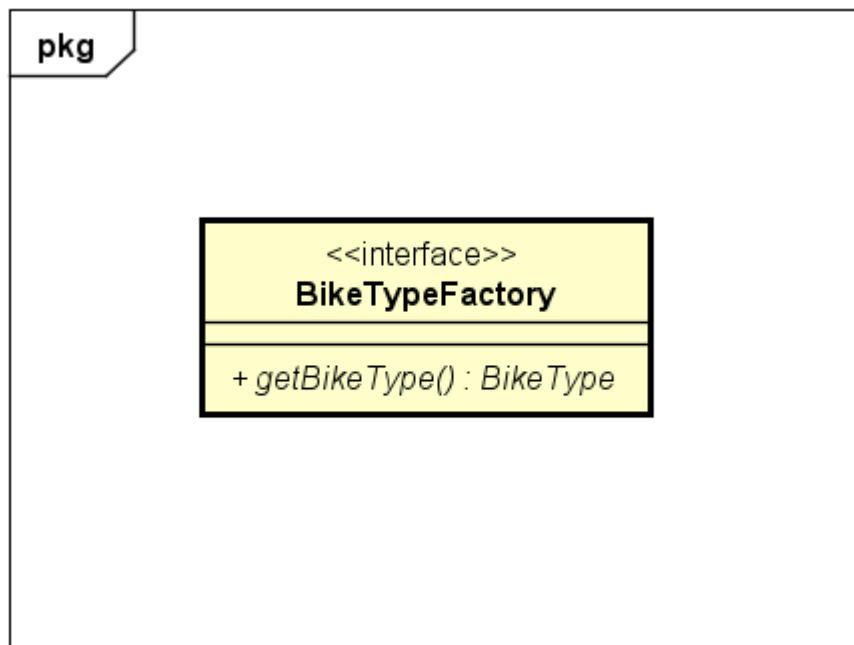 pkg
<<interface>>
BikeTypeFactory
+ getBikeType() : BikeType